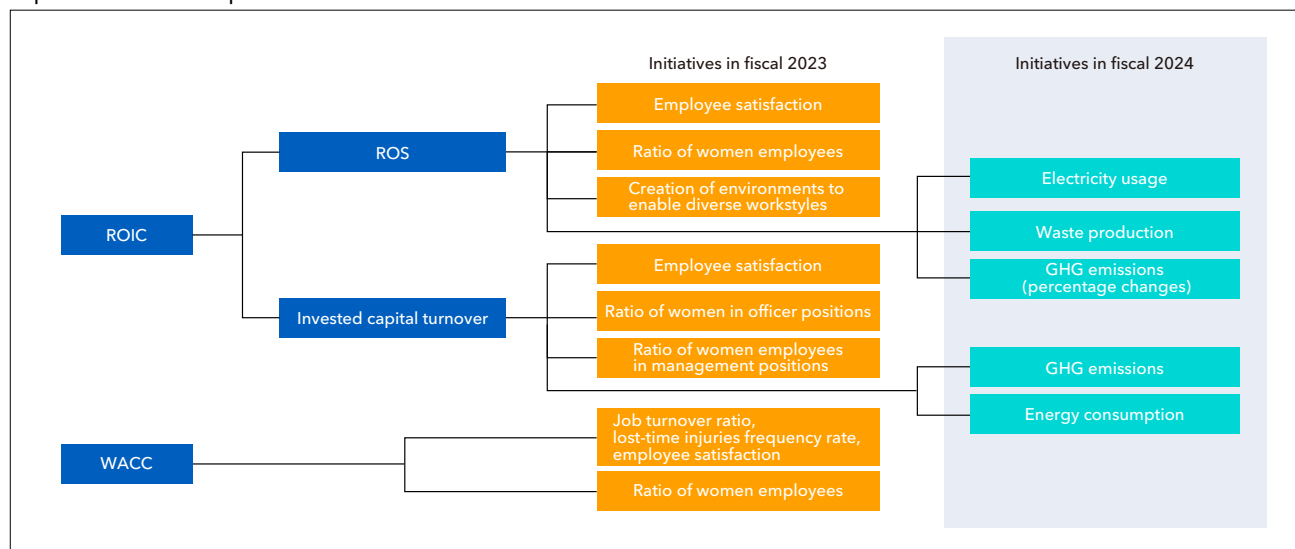 Initiatives in fiscal 2023
Initiatives in fiscal 2024
Employee satisfaction
ROS
Ratio of women employees
Creation of environments to
enable diverse workstyles
Electricity usage
Waste production
GHG emissions
(percentage changes)
ROIC
Employee satisfaction
Invested capital turnover
Ratio of women in officer positions
Ratio of women employees
in management positions
GHG emissions
Energy consumption
WACC
Job turnover ratio,
lost-time injuries frequency rate,
employee satisfaction
Ratio of women employees